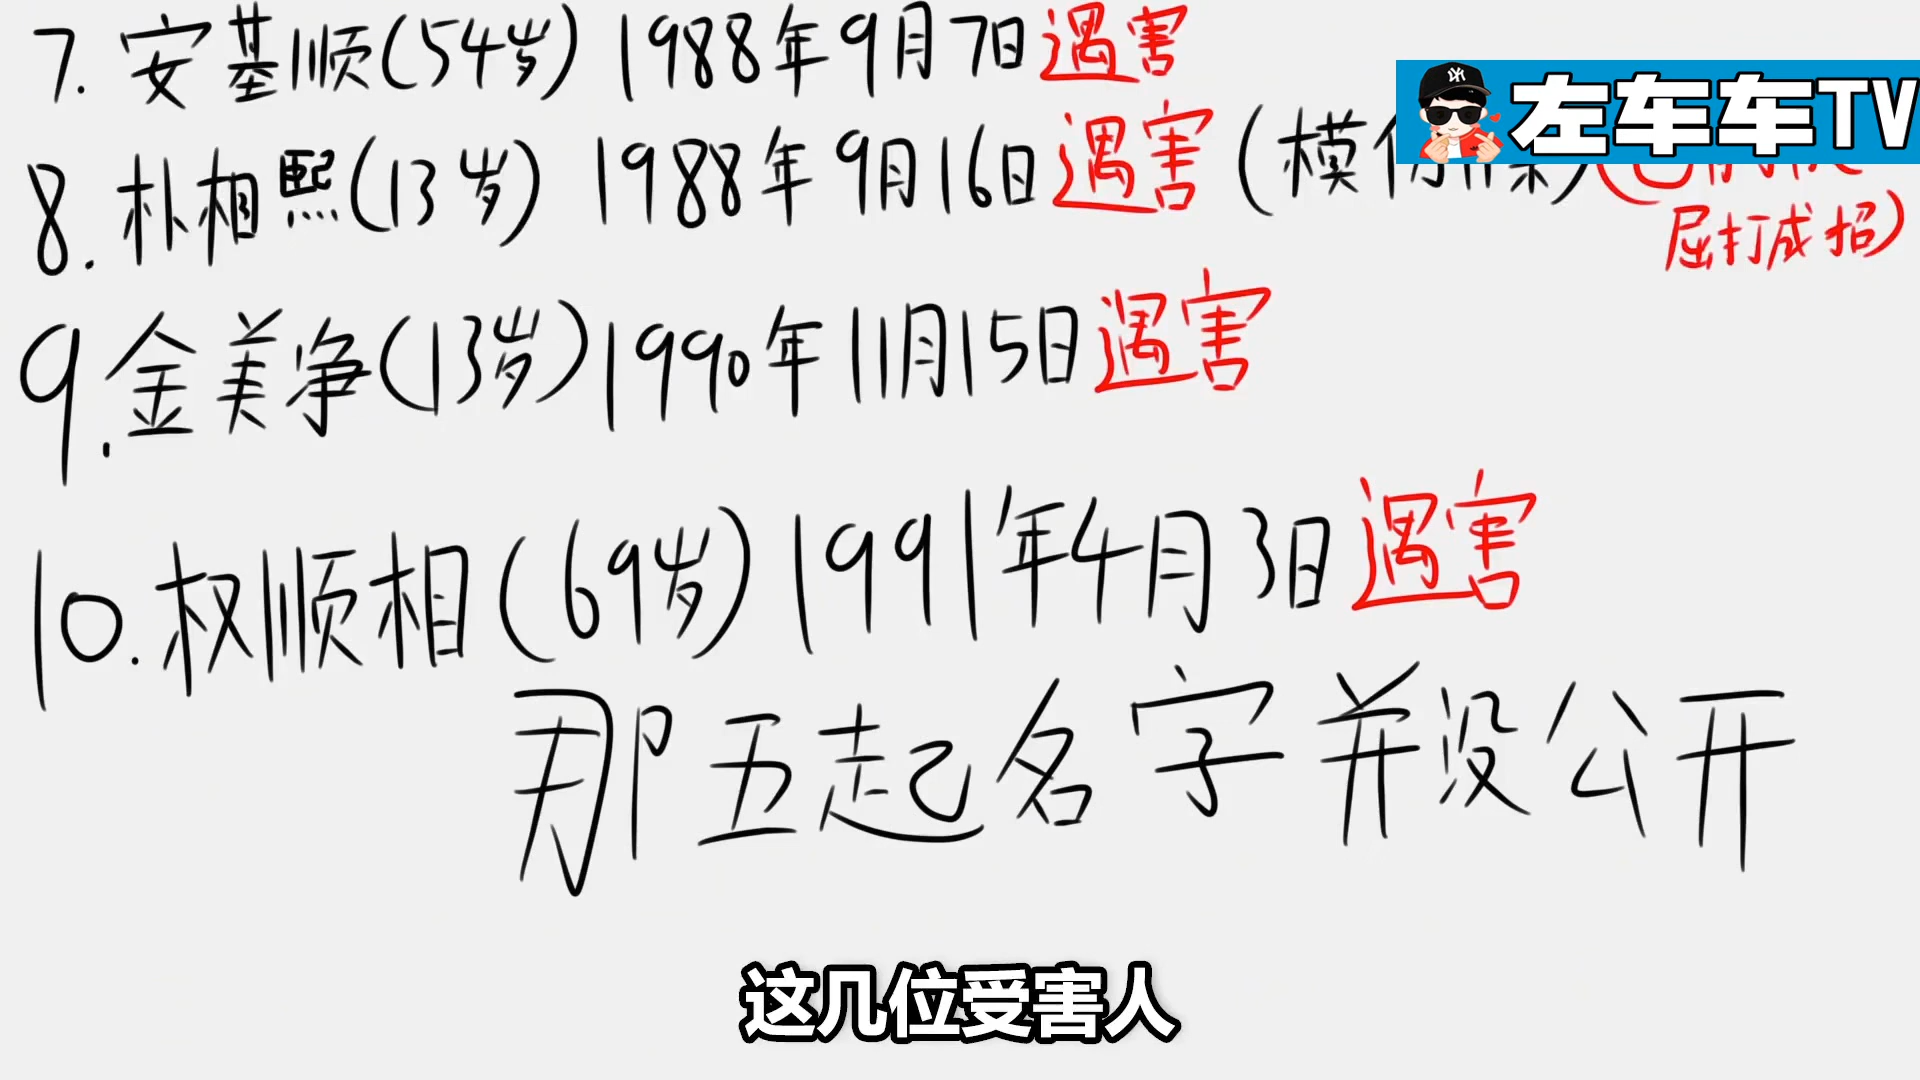 7. 安基顺(54岁) 1988年9月7日遇害
左车车TV
8. 朴相熙(13岁) 1988年9月16日遇害(模
屈打成招)
9. 金美净(13岁)1990年11月15日遇害
10. 权顺相(69岁) 1991年4月3日遇害
那五起名字并没公开
这几位受害人